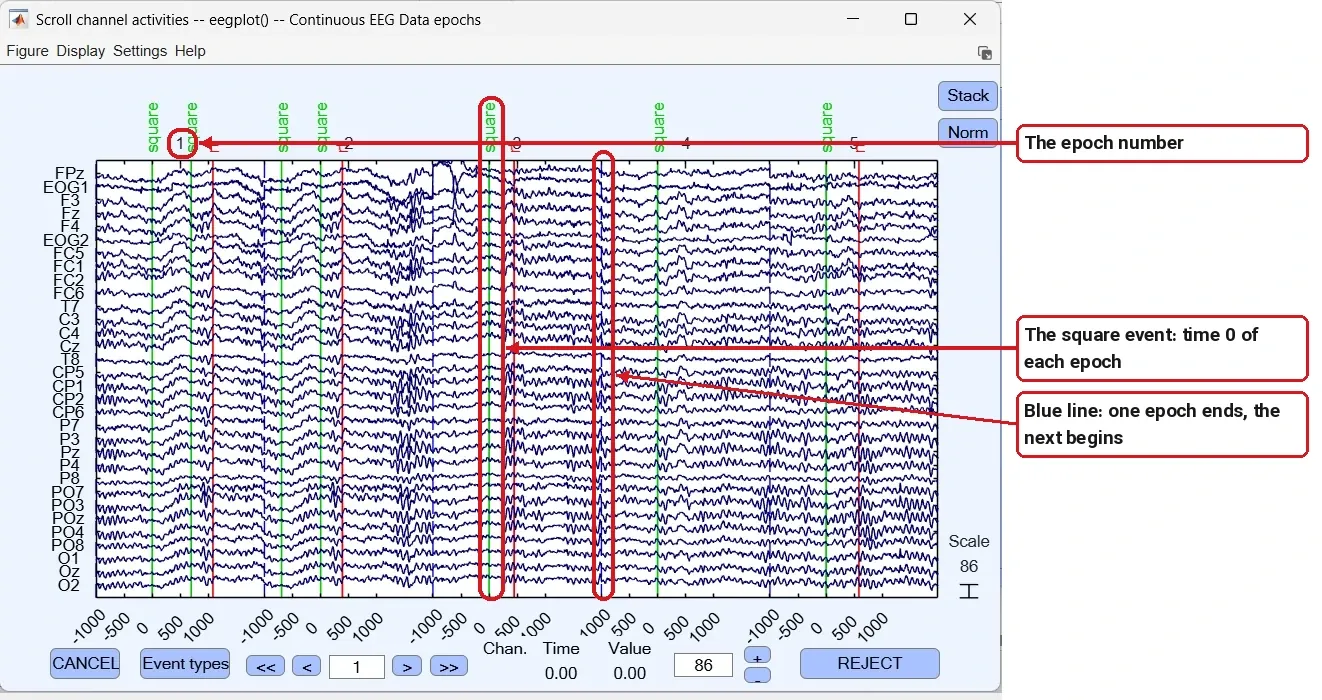 Scroll channel activities -- eegplot() -- Continuous EEG Data epochs
Figure Display Settings Help
Stack
Norm
square
square
square
square
square
square
square
1
2
3
4
5
The epoch number
FPz
EOG1
F3
Fz
F4
EOG2
FC5
FC1
FC2
FC6
T7
C3
C4
Cz
T8
CP5
CP1
CP2
CP6
P7
P3
Pz
P4
P8
PO7
PO3
POz
PO4
PO8
O1
Oz
O2
The square event: time 0 of
each epoch
Blue line: one epoch ends, the
next begins
Scale
86
-1000 -500 0 500 1000 -500 0 500 1000 -1000 -500 0 500 1000 1000 -500 0 500 -1000 -500 0 500 1000
Chan. Time Value
CANCEL Event types << < 1 > >> 0.00 0.00 86 + - REJECT